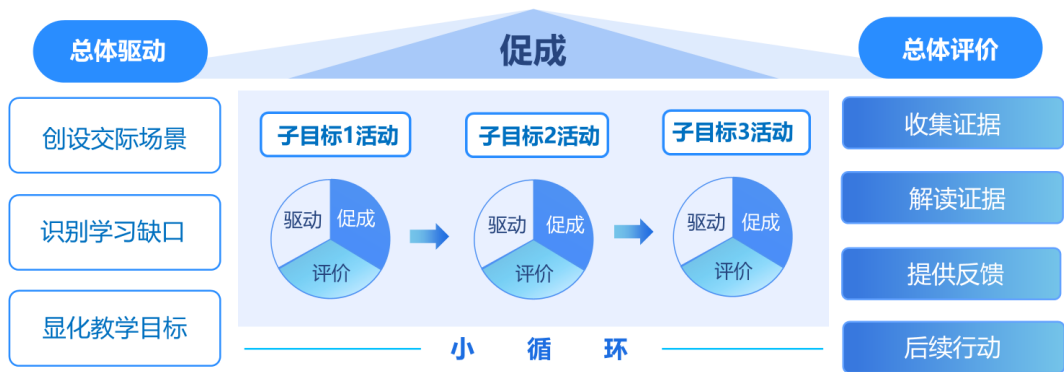 总体驱动
创设交际场景
识别学习缺口
显化教学目标
促成
子目标1活动
驱动
促成
评价
子目标2活动
驱动
促成
评价
子目标3活动
驱动
促成
评价
小循环
总体评价
收集证据
解读证据
提供反馈
后续行动